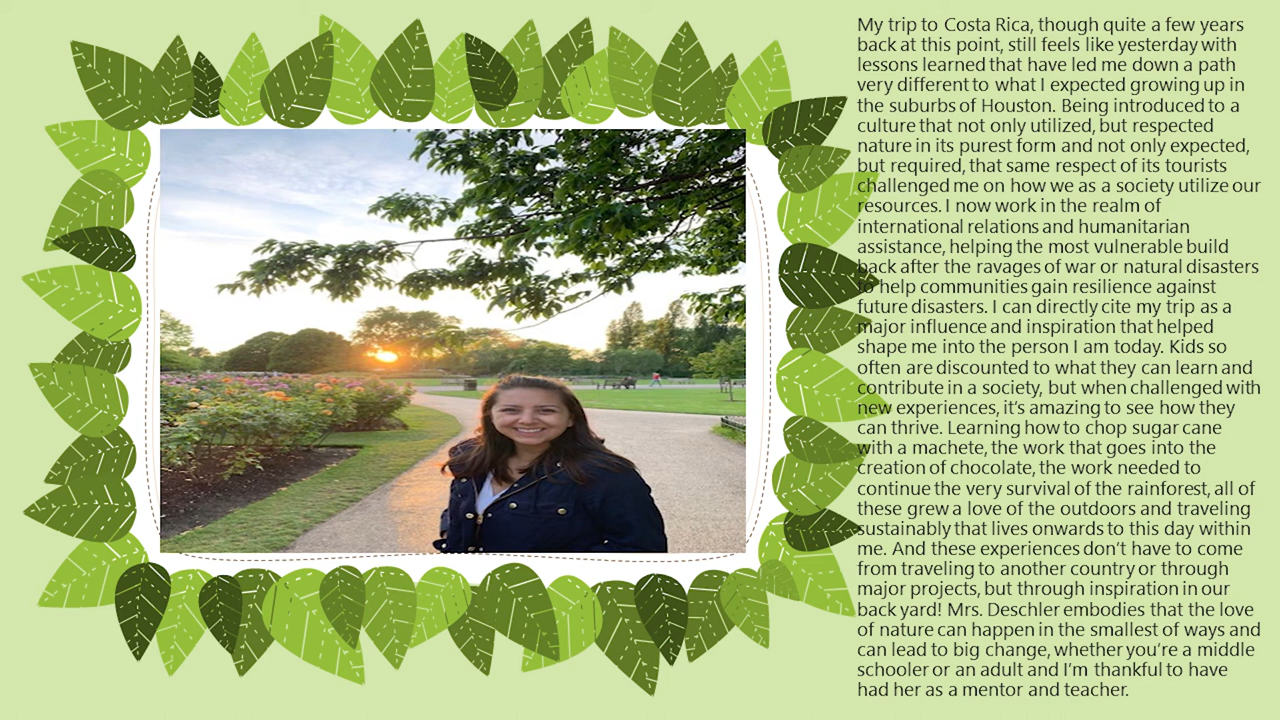 My trip to Costa Rica, though quite a few years
back at this point, still feels like yesterday with
lessons learned that have led me down a path
very different to what I expected growing up in
the suburbs of Houston. Being introduced to a
culture that not only utilized, but respected
nature in its purest form and not only expected,
but required, that same respect of its tourists
challenged me on how we as a society utilize our
resources. I now work in the realm of
international relations and humanitarian
assistance, helping the most vulnerable build
back after the ravages of war or natural disasters
to help communities gain resilience against
future disasters. I can directly cite my trip as a
major influence and inspiration that helped
shape me into the person I am today. Kids so
often are discounted to what they can learn and
contribute in a society, but when challenged with
new experiences, it’s amazing to see how they
can thrive. Learning how to chop sugar cane
with a machete, the work that goes into the
creation of chocolate, the work needed to
continue the very survival of the rainforest, all of
these grew a love of the outdoors and traveling
sustainably that lives onwards to this day within
me. And these experiences don’t have to come
from traveling to another country or through
major projects, but through inspiration in our
back yard! Mrs. Deschler embodies that the love
of nature can happen in the smallest of ways and
can lead to big change, whether you’re a middle
schooler or an adult and I’m thankful to have
had her as a mentor and teacher.